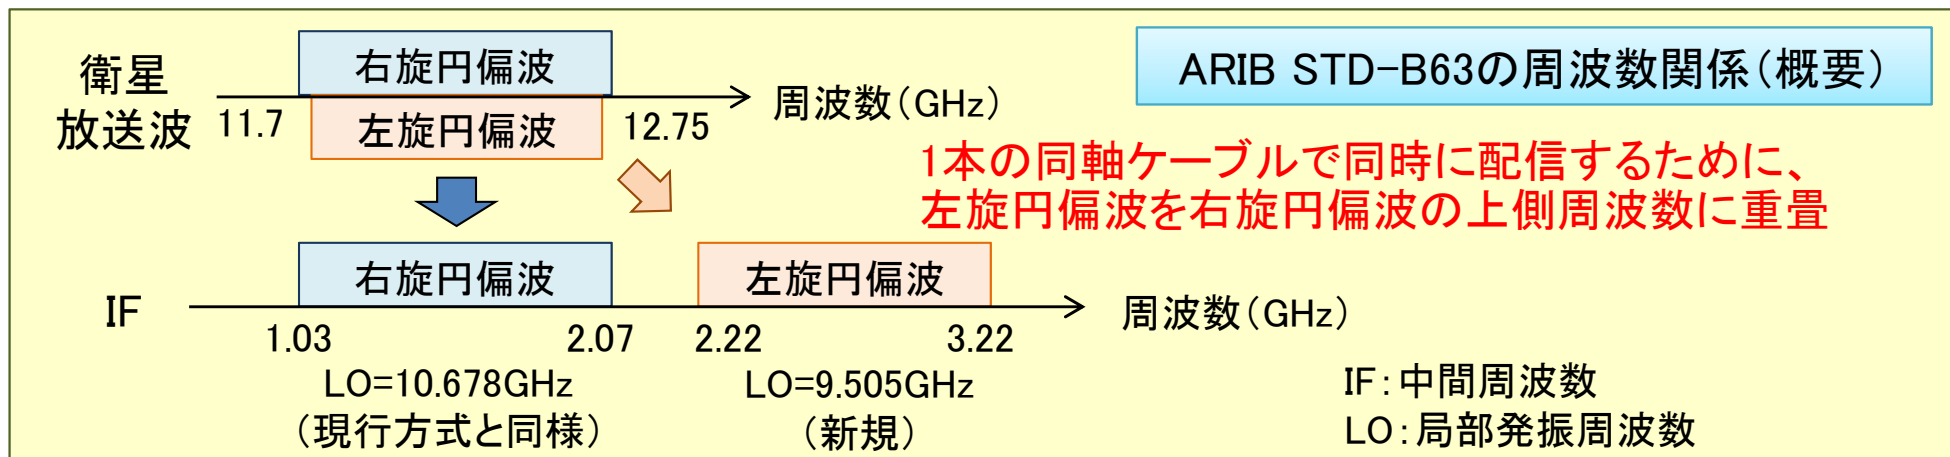 ARIB STD-B63の周波数関係(概要)
衛星
放送波
右旋円偏波
左旋円偏波
11.7
12.75
周波数(GHz)
1本の同軸ケーブルで同時に配信するために、
左旋円偏波を右旋円偏波の上側周波数に重畳
IF
右旋円偏波
左旋円偏波
周波数(GHz)
1.03
2.07
2.22
3.22
LO=10.678GHz
(現行方式と同様)
LO=9.505GHz
(新規)
IF:中間周波数
LO:局部発振周波数